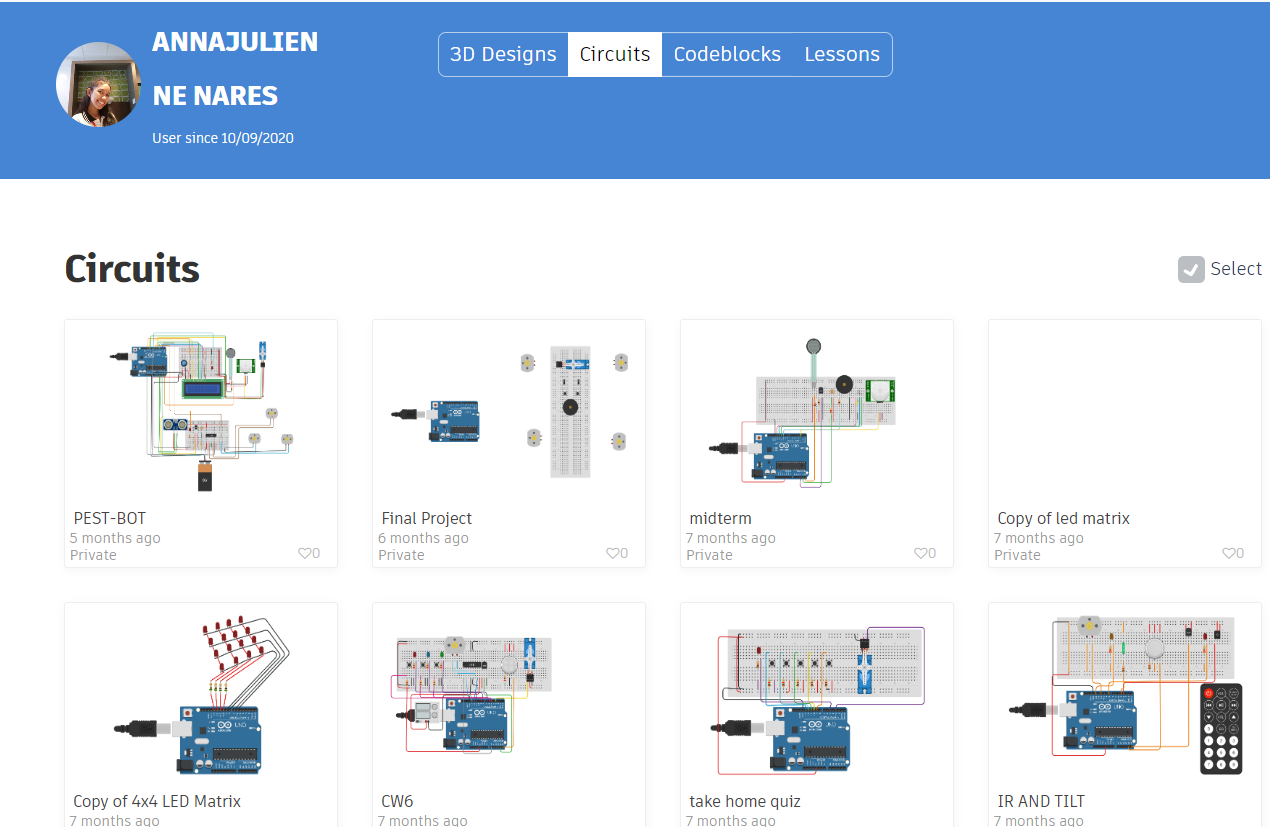 ANNAJULIEN
NE NARES
User since 10/09/2020
3D Designs Circuits Codeblocks Lessons
Circuits
Select
PEST-BOT
5 months ago
Private
0
Final Project
6 months ago
Private
0
midterm
7 months ago
Private
0
Copy of led matrix
7 months ago
Private
0
Copy of 4x4 LED Matrix
7 months ago
CW6
7 months ago
take home quiz
7 months ago
IR AND TILT
7 months ago